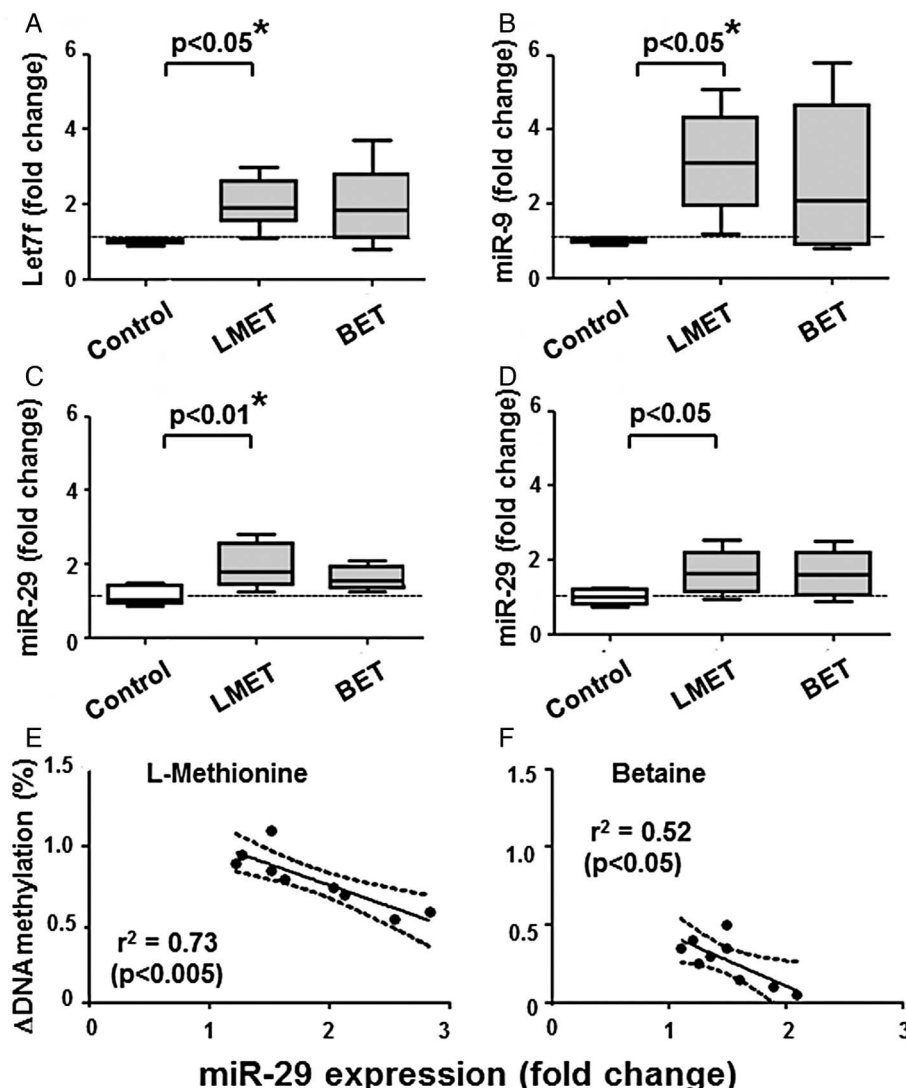 A
p<0.05*
Let7f (fold change)
6
4
2
0
Control
LMET
BET
B
p<0.05*
miR-9 (fold change)
6
4
2
0
Control
LMET
BET
C
p<0.01*
miR-29 (fold change)
6
4
2
0
Control
LMET
BET
D
p<0.05
miR-29 (fold change)
6
4
2
0
Control
LMET
BET
E
L-Methionine
ΔDNA methylation (%)
1.5
1.0
0.5
0
r² = 0.73
(p<0.005)
0
1
2
3
F
Betaine
1.5
1.0
0.5
0
r² = 0.52
(p<0.05)
0
1
2
3
miR-29 expression (fold change)